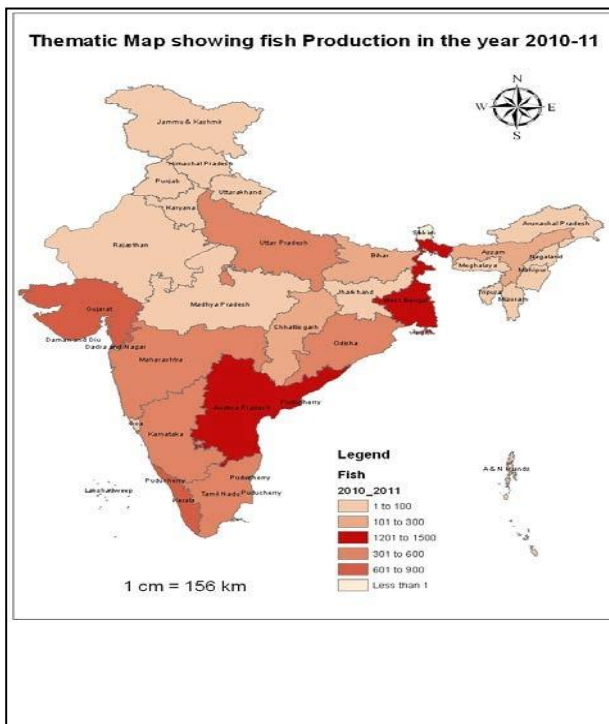 Thematic Map showing fish Production in the year 2010-11
N
W E
S
Jammu & Kashmir
Himachal Pradesh
Punjab
Uttarakhand
Karyana
Arunachal Pradesh
Rajasthan
Uttar Pradesh
Sikkim
Assam
Nagaland
Bihar
Meghalaya
Manipur
Tripura
Mizoram
Jharkhand
West Bengal
Madhya Pradesh
Gujarat
Chhattisgarh
Daman and Diu
Dadra and Nagar
Odisha
Maharashtra
Andhra Pradesh
Puducherry
Goa
Karnataka
Legend
Fish
2010_2011
1 to 100
101 to 300
1201 to 1500
301 to 600
601 to 900
Less than 1
A & N Islands
Puducherry
Puducherry
Lakshadweep
Tamil Nadu
Puducherry
Kerala
1 cm = 156 km